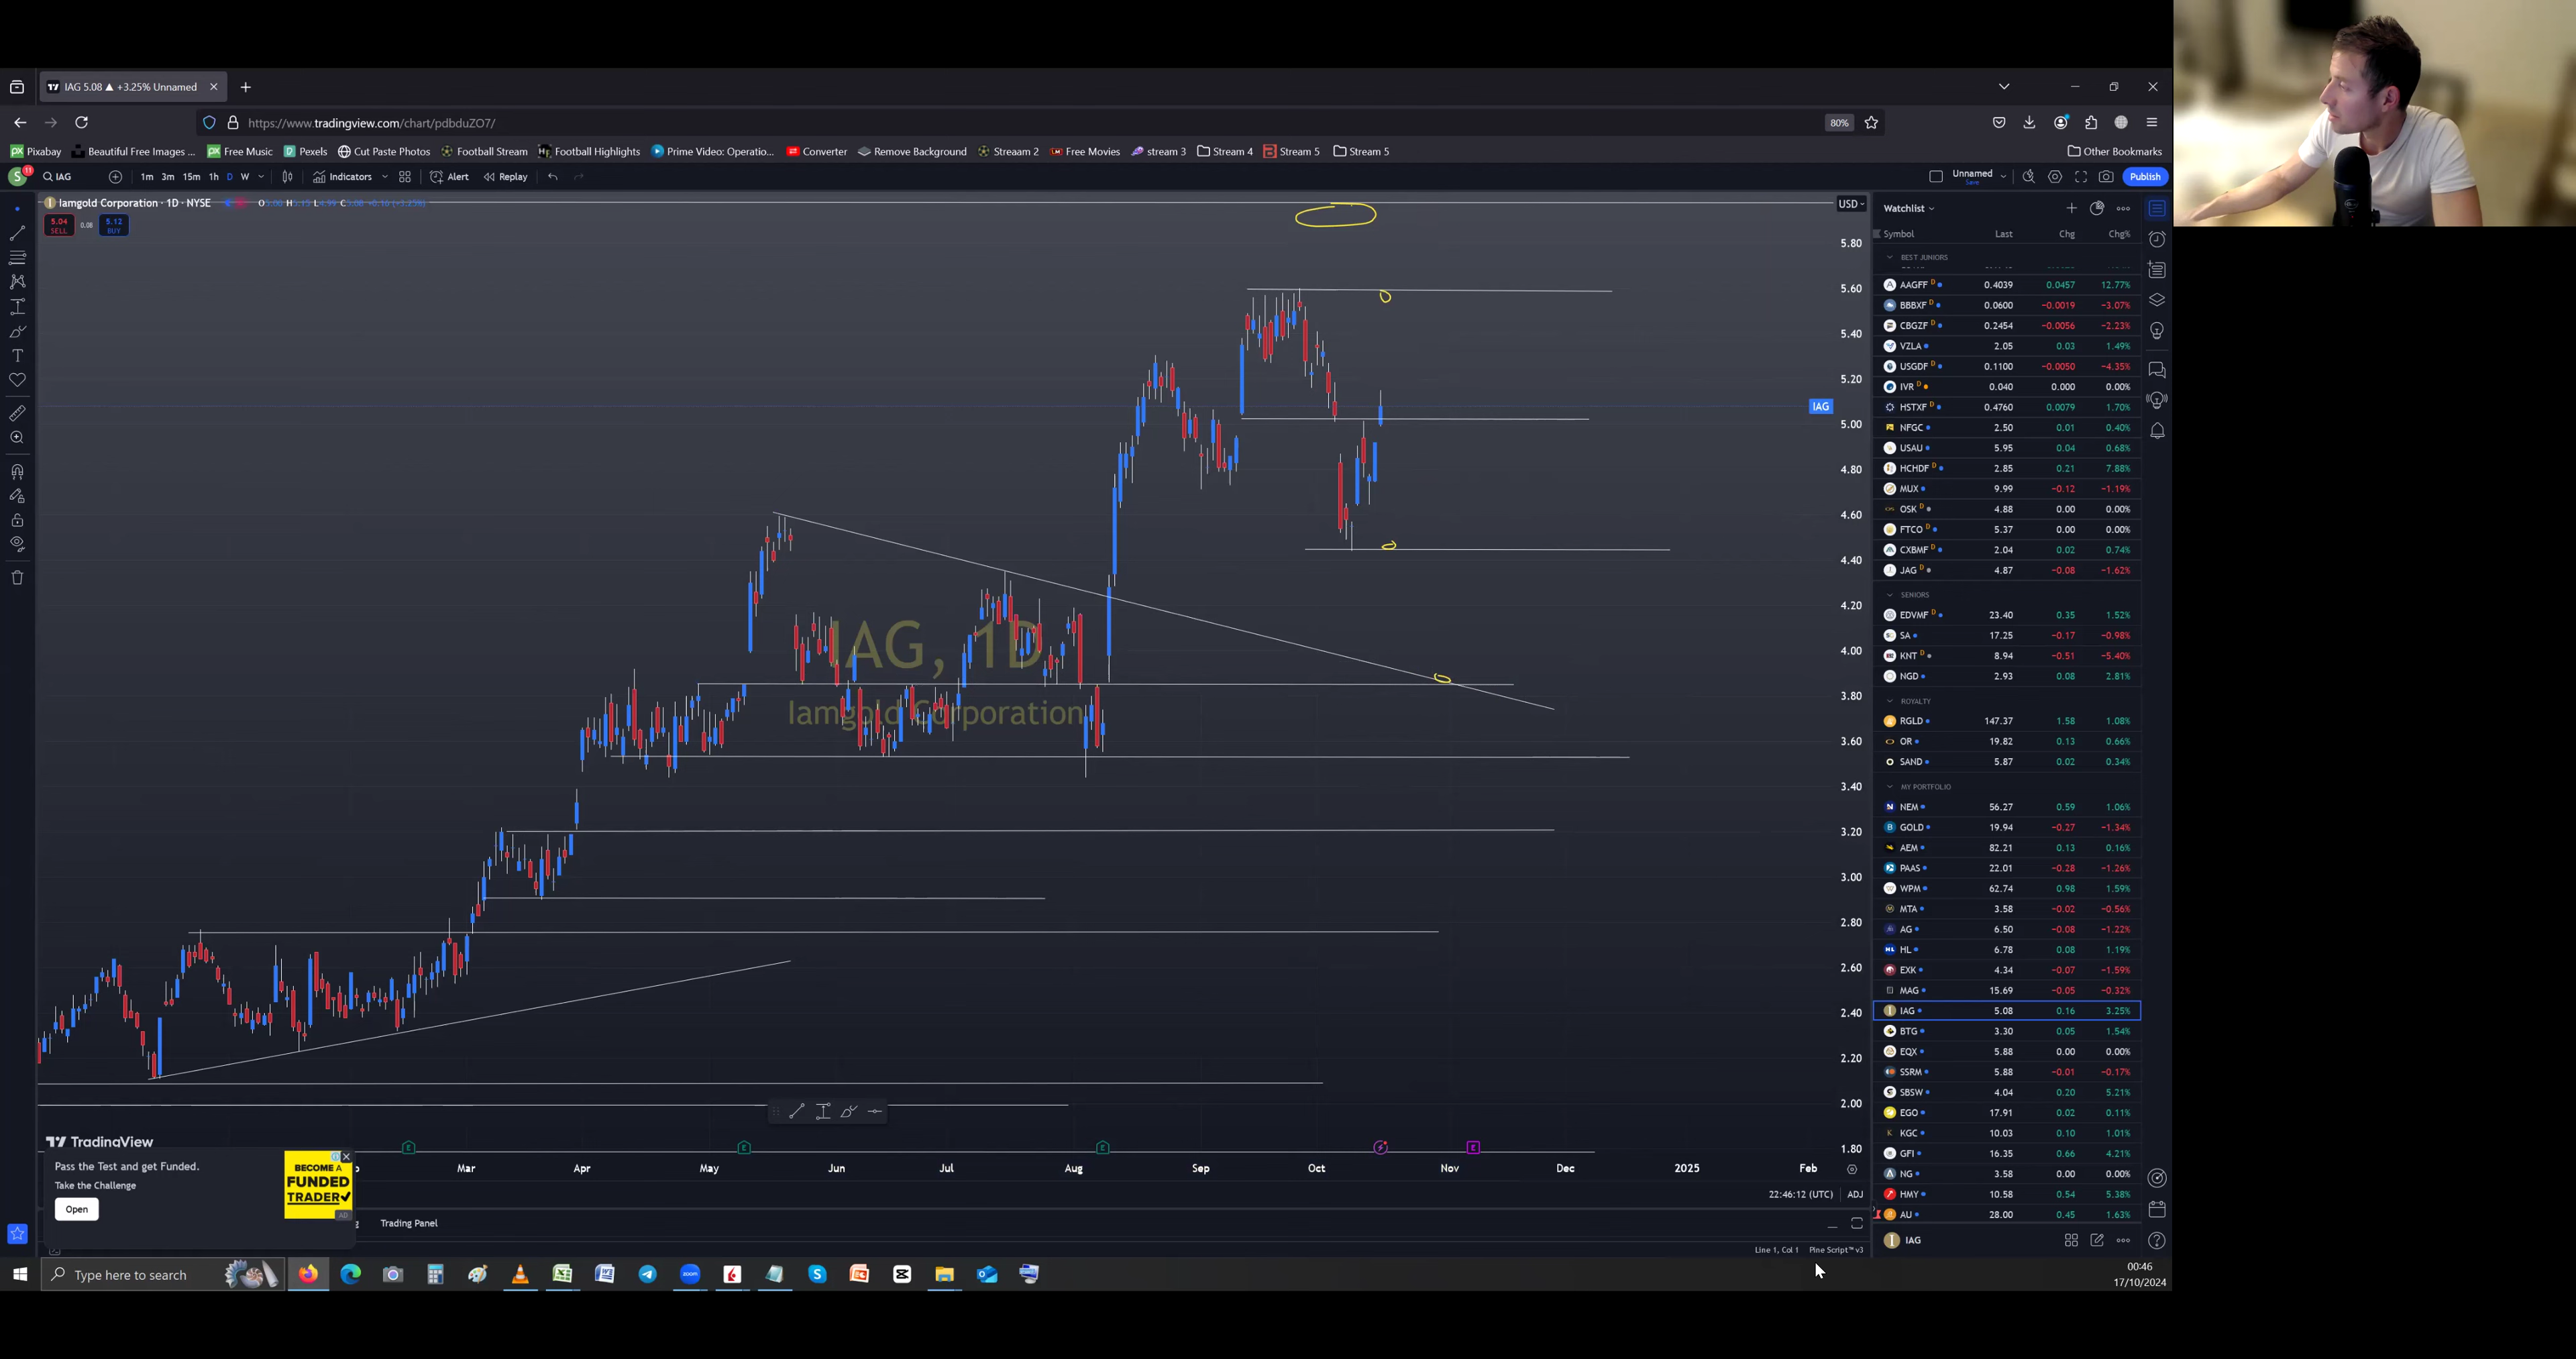 IAG 5.08 ▲ +3.25% Unnamed
https://www.tradingview.com/chart/pdbduZO7/
80%
Pixabay Beautiful Free Images ... Free Music Pexels Cut Paste Photos Football Stream Football Highlights Prime Video: Operatio... Converter Remove Background Streaam 2 Free Movies stream 3 Stream 4 Stream 5 Stream 5 Other Bookmarks
S 11 IAG 1m 3m 15m 1h D W Indicators Alert Replay Unnamed Save Publish
Iamgold Corporation · 1D · NYSE
USD
5.04 SELL 0.08 5.12 BUY
5.80
5.60
5.40
5.20
IAG
5.00
4.80
4.60
4.40
4.20
4.00
3.80
3.60
3.40
3.20
3.00
2.80
2.60
2.40
2.20
2.00
1.80
IAG, 1D
Iamgold Corporation
Mar Apr May Jun Jul Aug Sep Oct Nov Dec 2025 Feb
22:46:12 (UTC) ADJ
TradingView
Pass the Test and get Funded.
Take the Challenge
Open
BECOME A
FUNDED
TRADER
AD
Trading Panel
Line 1, Col 1 Pine Script™ v3
Watchlist
Symbol Last Chg Chg%
BEST JUNIORS
AAGFF D 0.4039 0.0457 12.77%
BBBXF D 0.0600 −0.0019 −3.07%
CBGZF D 0.2454 −0.0056 −2.23%
VZLA 2.05 0.03 1.49%
USGDF D 0.1100 −0.0050 −4.35%
IVR D 0.040 0.000 0.00%
HSTXF D 0.4760 0.0079 1.70%
NFGC 2.50 0.01 0.40%
USAU 5.95 0.04 0.68%
HCHDF D 2.85 0.21 7.88%
MUX 9.99 −0.12 −1.19%
OSK D 4.88 0.00 0.00%
FTCO D 5.37 0.00 0.00%
CXBMF D 2.04 0.02 0.74%
JAG D 4.87 −0.08 −1.62%
SENIORS
EDVMF D 23.40 0.35 1.52%
SA 17.25 −0.17 −0.98%
KNT D 8.94 −0.51 −5.40%
NGD 2.93 0.08 2.81%
ROYALTY
RGLD 147.37 1.58 1.08%
OR 19.82 0.13 0.66%
SAND 5.87 0.02 0.34%
MY PORTFOLIO
NEM 56.27 0.59 1.06%
GOLD 19.94 −0.27 −1.34%
AEM 82.21 0.13 0.16%
PAAS 22.01 −0.28 −1.26%
WPM 62.74 0.98 1.59%
MTA 3.58 −0.02 −0.56%
AG 6.50 −0.08 −1.22%
HL 6.78 0.08 1.19%
EXK 4.34 −0.07 −1.59%
MAG 15.69 −0.05 −0.32%
IAG 5.08 0.16 3.25%
BTG 3.30 0.05 1.54%
EQX 5.88 0.00 0.00%
SSRM 5.88 −0.01 −0.17%
SBSW 4.04 0.20 5.21%
EGO 17.91 0.02 0.11%
KGC 10.03 0.10 1.01%
GFI 16.35 0.66 4.21%
NG 3.58 0.00 0.00%
HMY 10.58 0.54 5.38%
AU 28.00 0.45 1.63%
IAG
Type here to search
00:46
17/10/2024